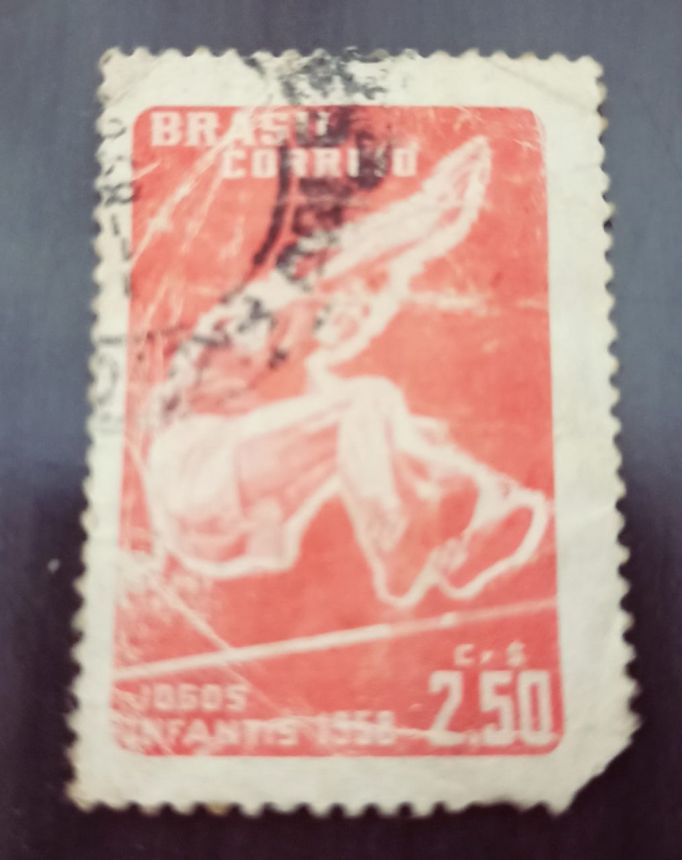 BRASIL
CORREIO
JOGOS
INFANTIS 1958
Cr$
2,50